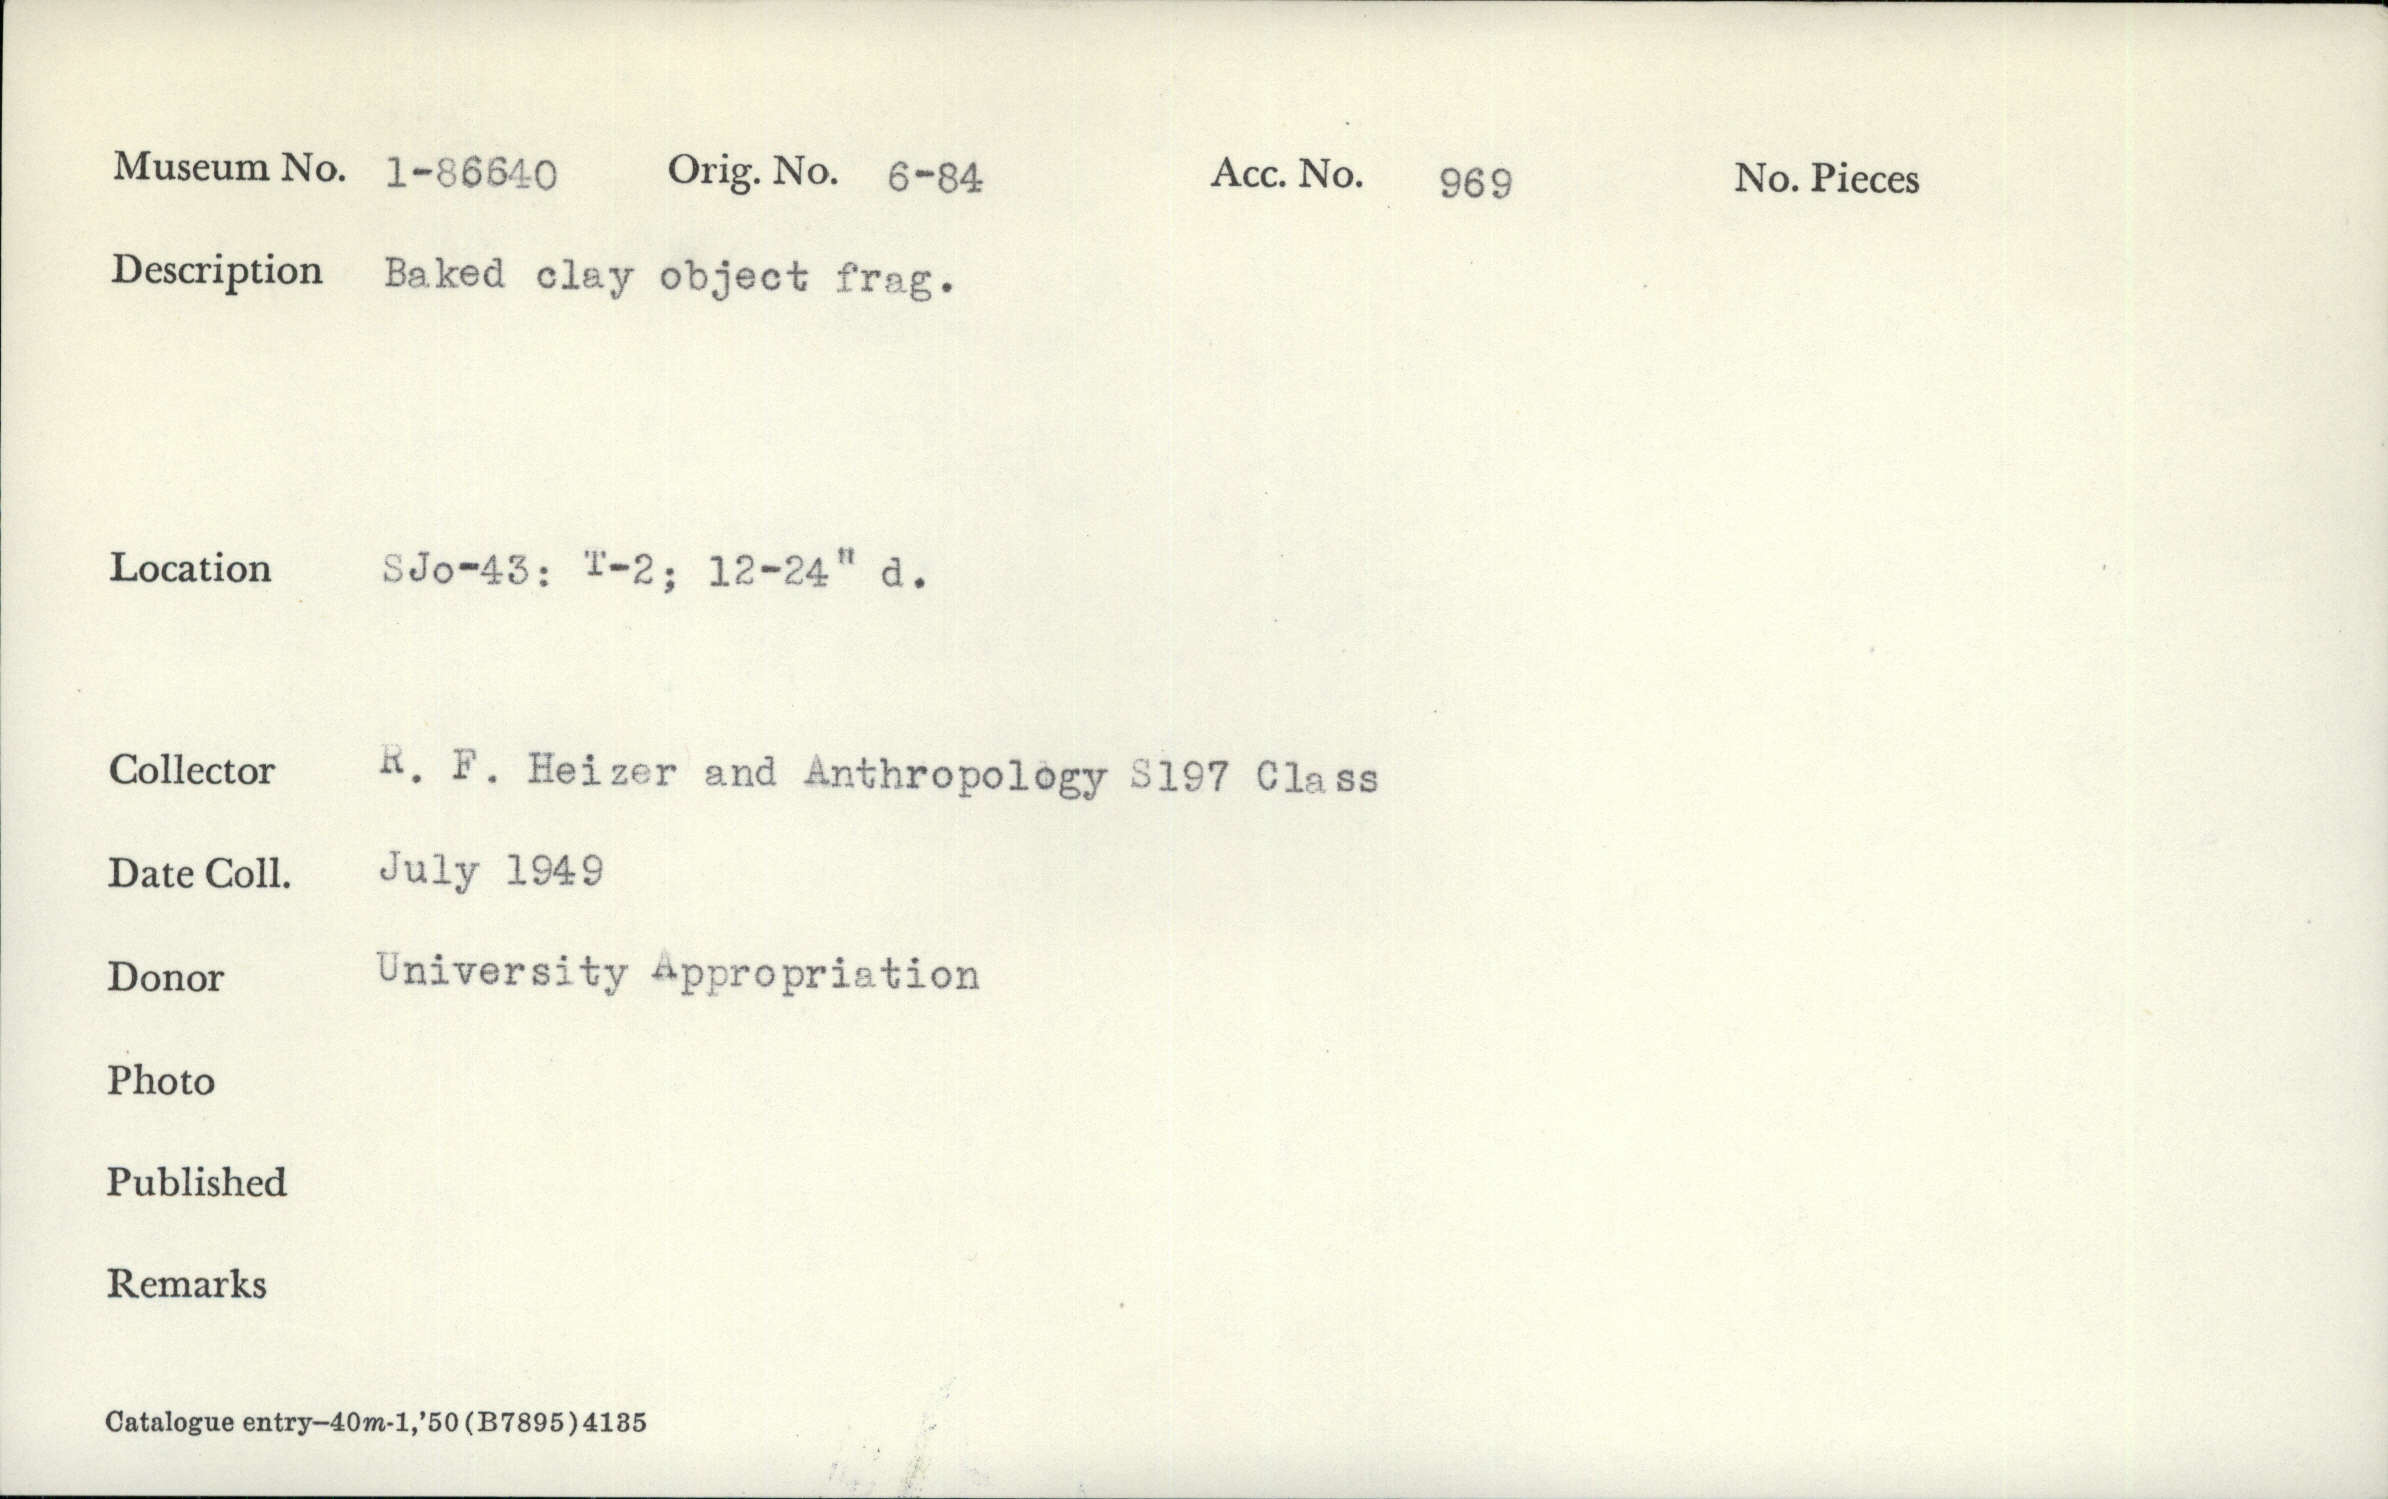 Museum No. 1-86640 Orig. No. 6-84 Acc. No. 969 No. Pieces
Description Baked clay object frag.
Location SJo-43: T-2; 12-24" d.
Collector R. F. Heizer and Anthropology S197 Class
Date Coll. July 1949
Donor University Appropriation
Photo
Published
Remarks
Catalogue entry–40m-1,'50(B7895)4135